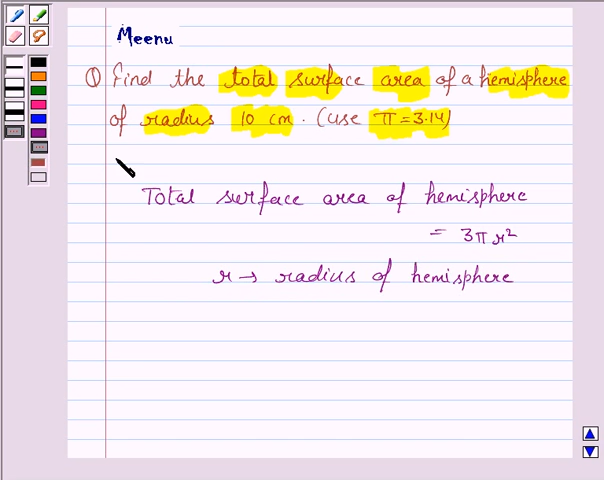 Meenu
① Find the total surface area of a hemisphere
of radius 10 cm. (use π = 3.14)
Total surface area of hemisphere
= 3πr²
r → radius of hemisphere